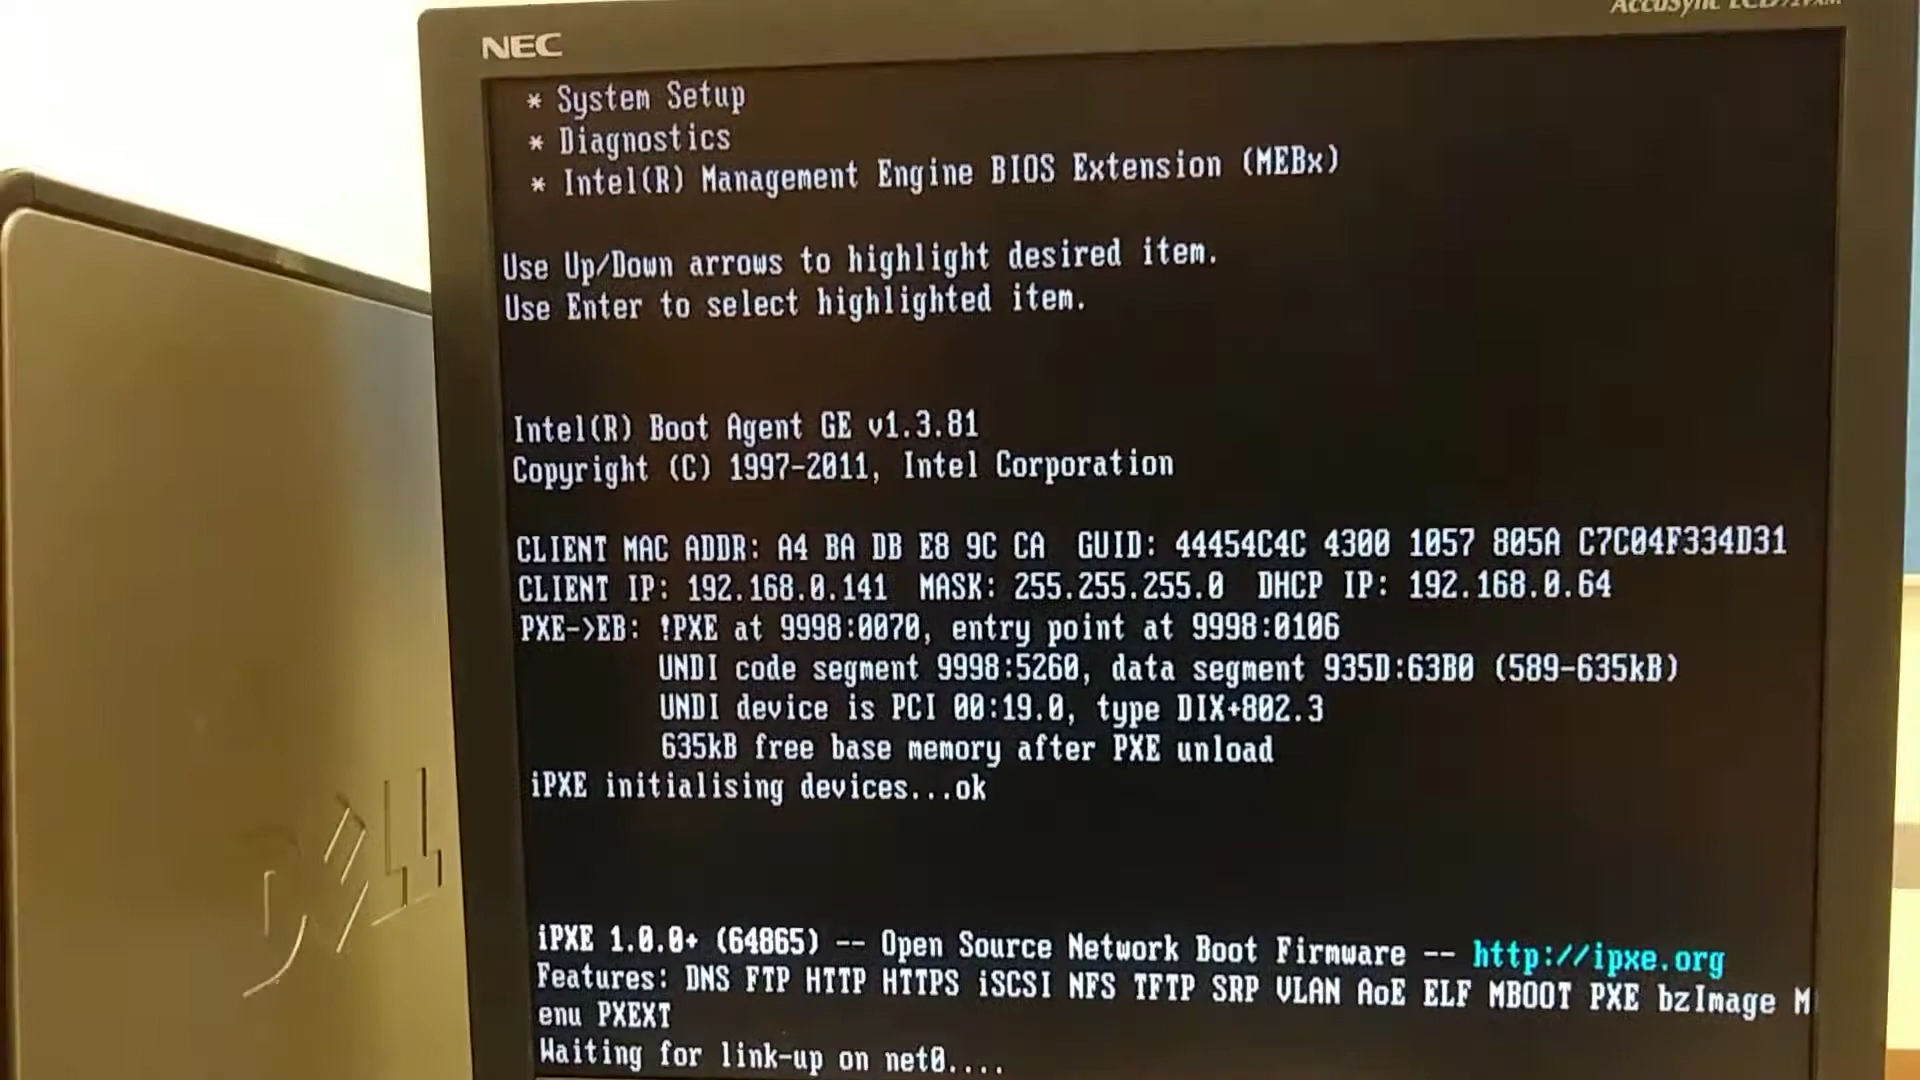 NEC
AccuSync
* System Setup
* Diagnostics
* Intel(R) Management Engine BIOS Extension (MEBx)
Use Up/Down arrows to highlight desired item.
Use Enter to select highlighted item.
Intel(R) Boot Agent GE v1.3.81
Copyright (C) 1997-2011, Intel Corporation
CLIENT MAC ADDR: A4 BA DB E8 9C CA GUID: 44454C4C 4300 1057 805A C7C04F334D31
CLIENT IP: 192.168.0.141 MASK: 255.255.255.0 DHCP IP: 192.168.0.64
PXE->EB: !PXE at 9998:0070, entry point at 9998:0106
UNDI code segment 9998:5260, data segment 935D:63B0 (589-635kB)
UNDI device is PCI 00:19.0, type DIX+802.3
635kB free base memory after PXE unload
iPXE initialising devices...ok
DELL
iPXE 1.0.0+ (64865) -- Open Source Network Boot Firmware -- http://ipxe.org
Features: DNS FTP HTTP HTTPS iSCSI NFS TFTP SRP VLAN AoE ELF MBOOT PXE bzImage M
enu PXEXT
Waiting for link-up on net0....